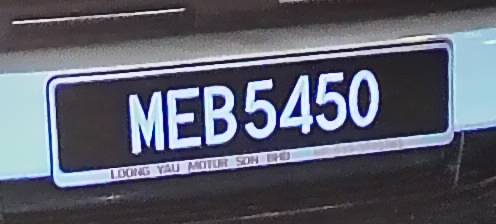 MEB5450
LOONG YAU MOTOR SDN BHD